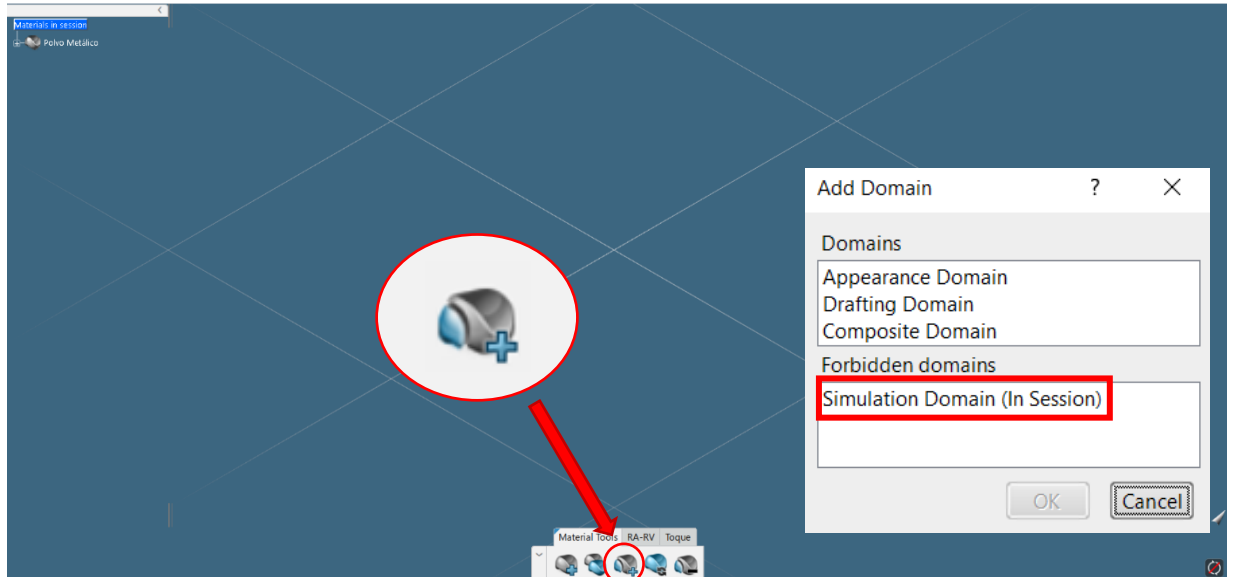 Materials in session
Polvo Metálico
Add Domain ? X
Domains
Appearance Domain
Drafting Domain
Composite Domain
Forbidden domains
Simulation Domain (In Session)
OK Cancel
Material Tools RA-RV Toque